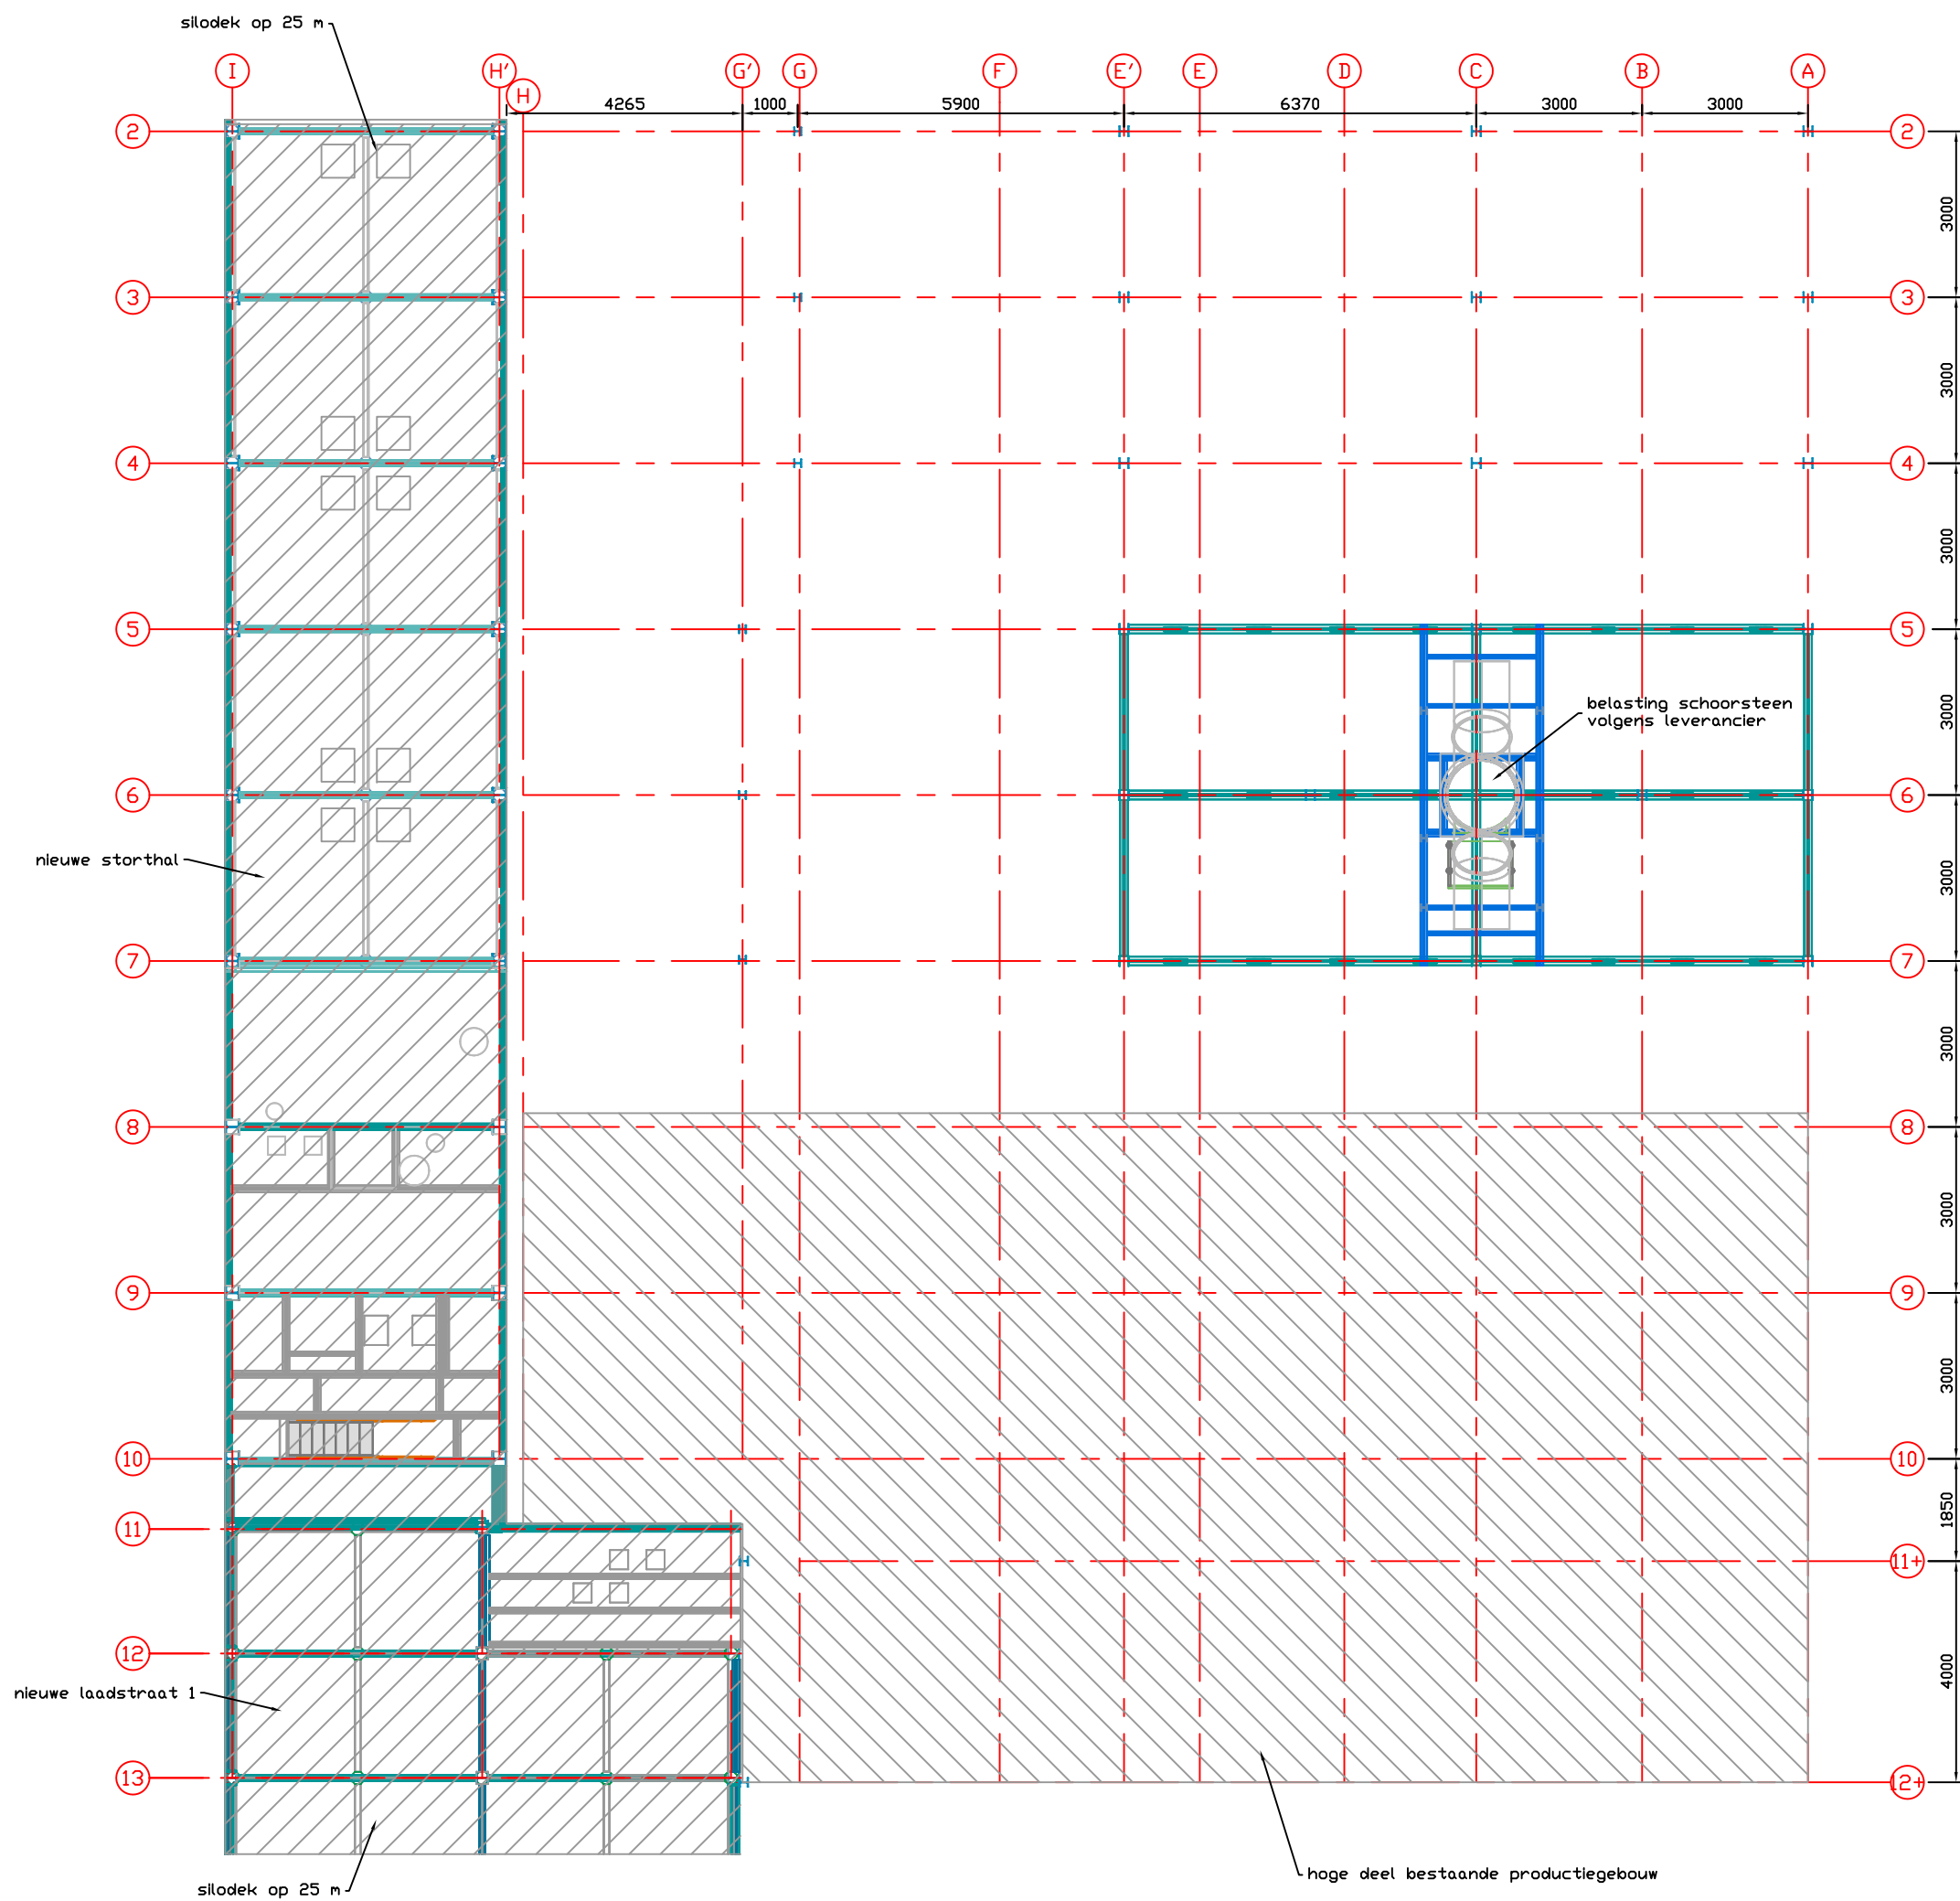 silodek op 25 m
I
H'
H
G'
G
F
E'
E
D
C
B
A
4265
1000
5900
6370
3000
3000
2
2
3000
3
3
3000
4
4
3000
5
5
3000
belasting schoorsteen
volgens leverancier
6
6
nieuwe storthal
3000
7
7
3000
8
8
3000
9
9
3000
10
10
1850
11
11+
12
4000
nieuwe laadstraat 1
13
12+
hoge deel bestaande productiegebouw
silodek op 25 m